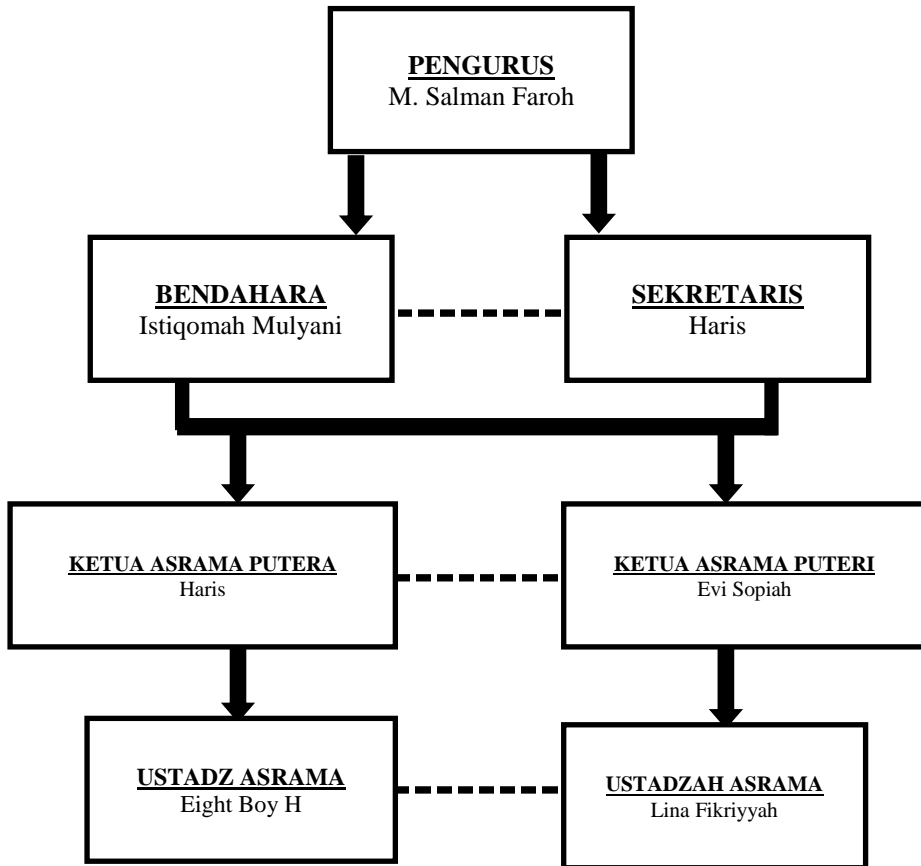 PENGURUS
M. Salman Faroh
BENDAHARA
Istiqomah Mulyani
SEKRETARIS
Haris
KETUA ASRAMA PUTERA
Haris
KETUA ASRAMA PUTERI
Evi Sopiah
USTADZ ASRAMA
Eight Boy H
USTADZAH ASRAMA
Lina Fikriyyah